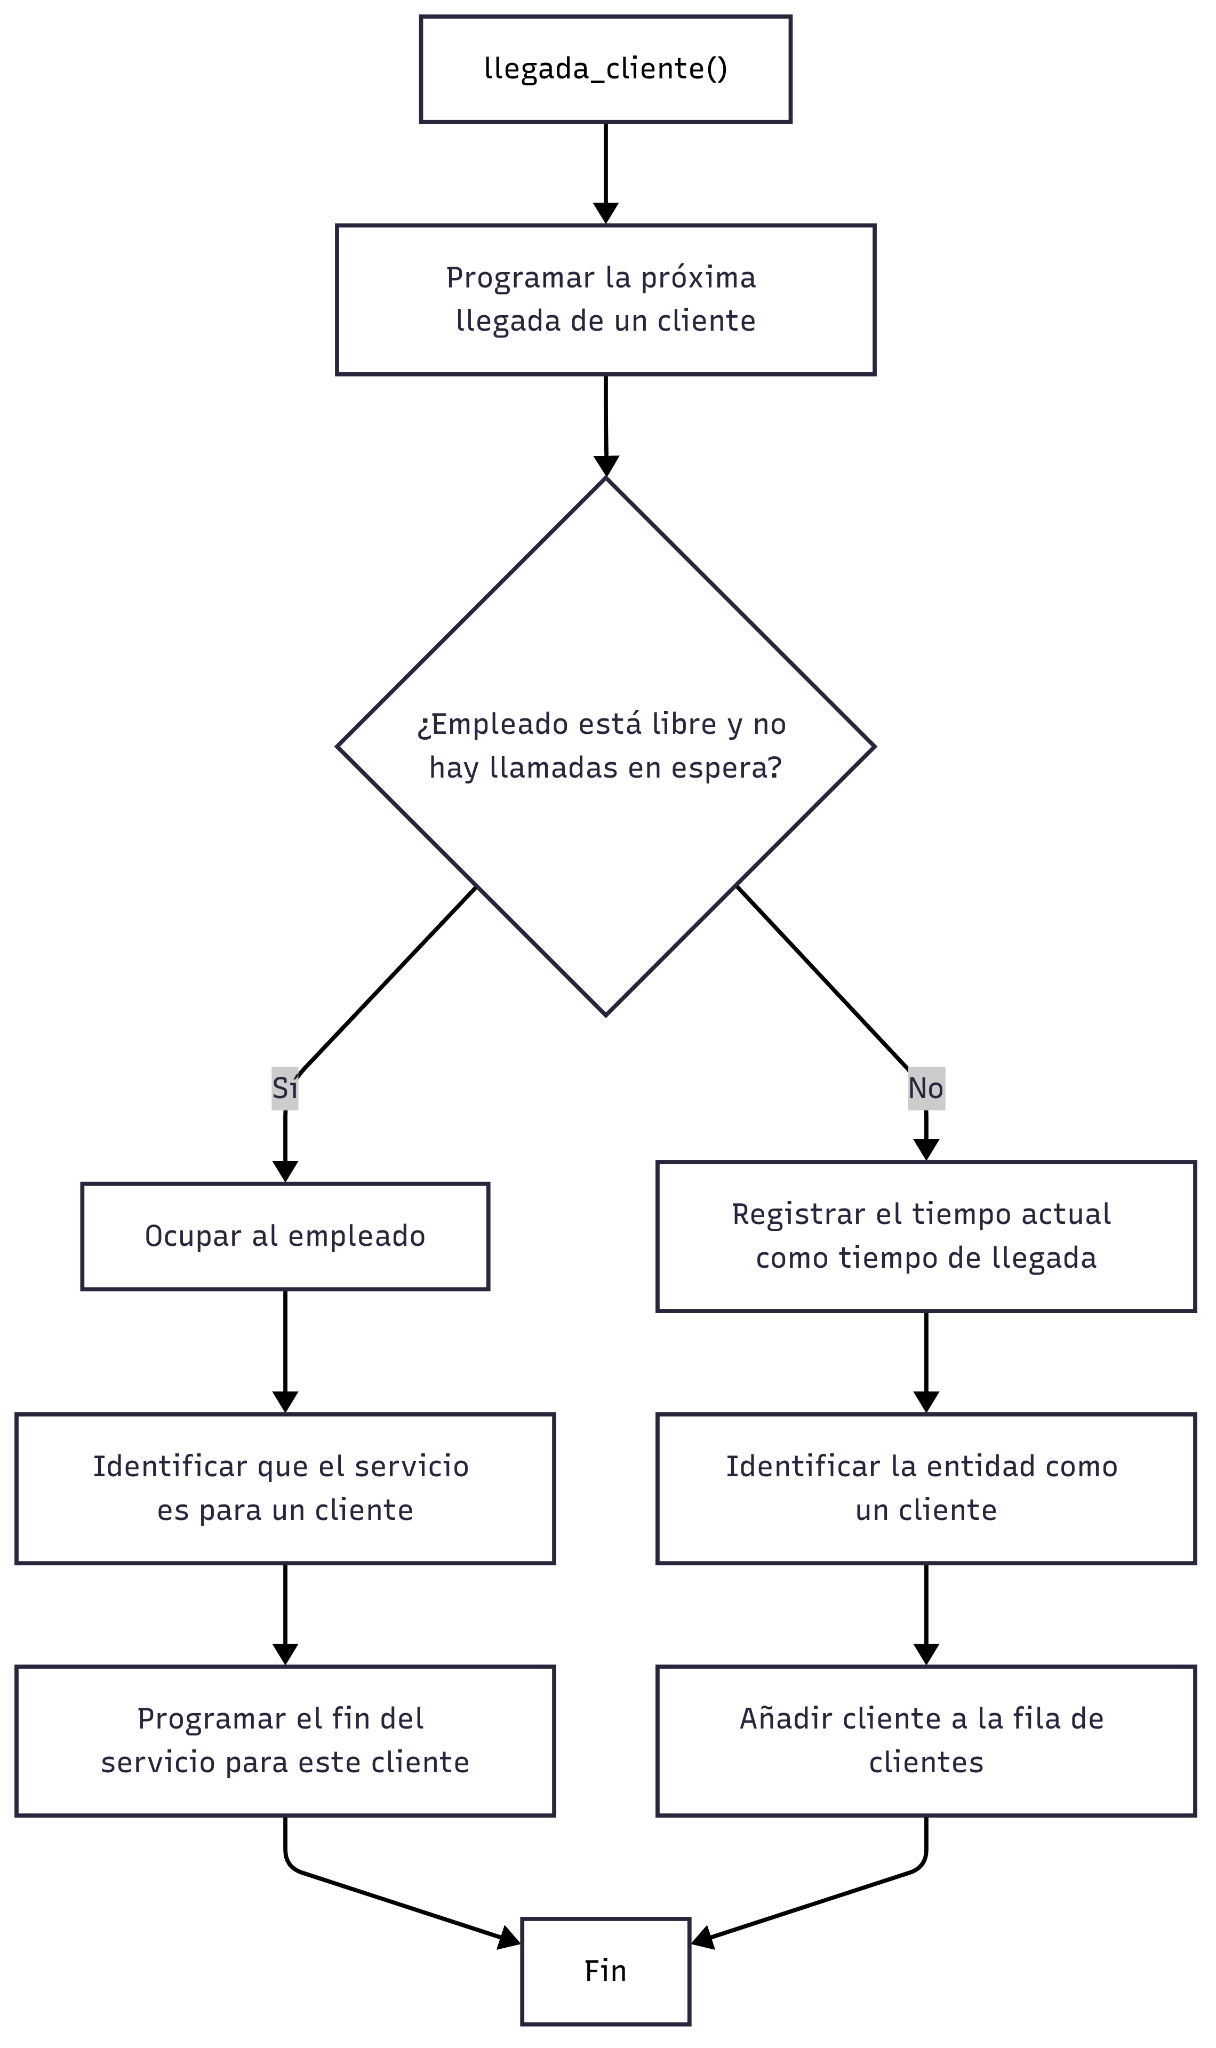 llegada_cliente()
Programar la próxima
llegada de un cliente
¿Empleado está libre y no
hay llamadas en espera?
Sí
No
Ocupar al empleado
Registrar el tiempo actual
como tiempo de llegada
Identificar que el servicio
es para un cliente
Identificar la entidad como
un cliente
Programar el fin del
servicio para este cliente
Añadir cliente a la fila de
clientes
Fin